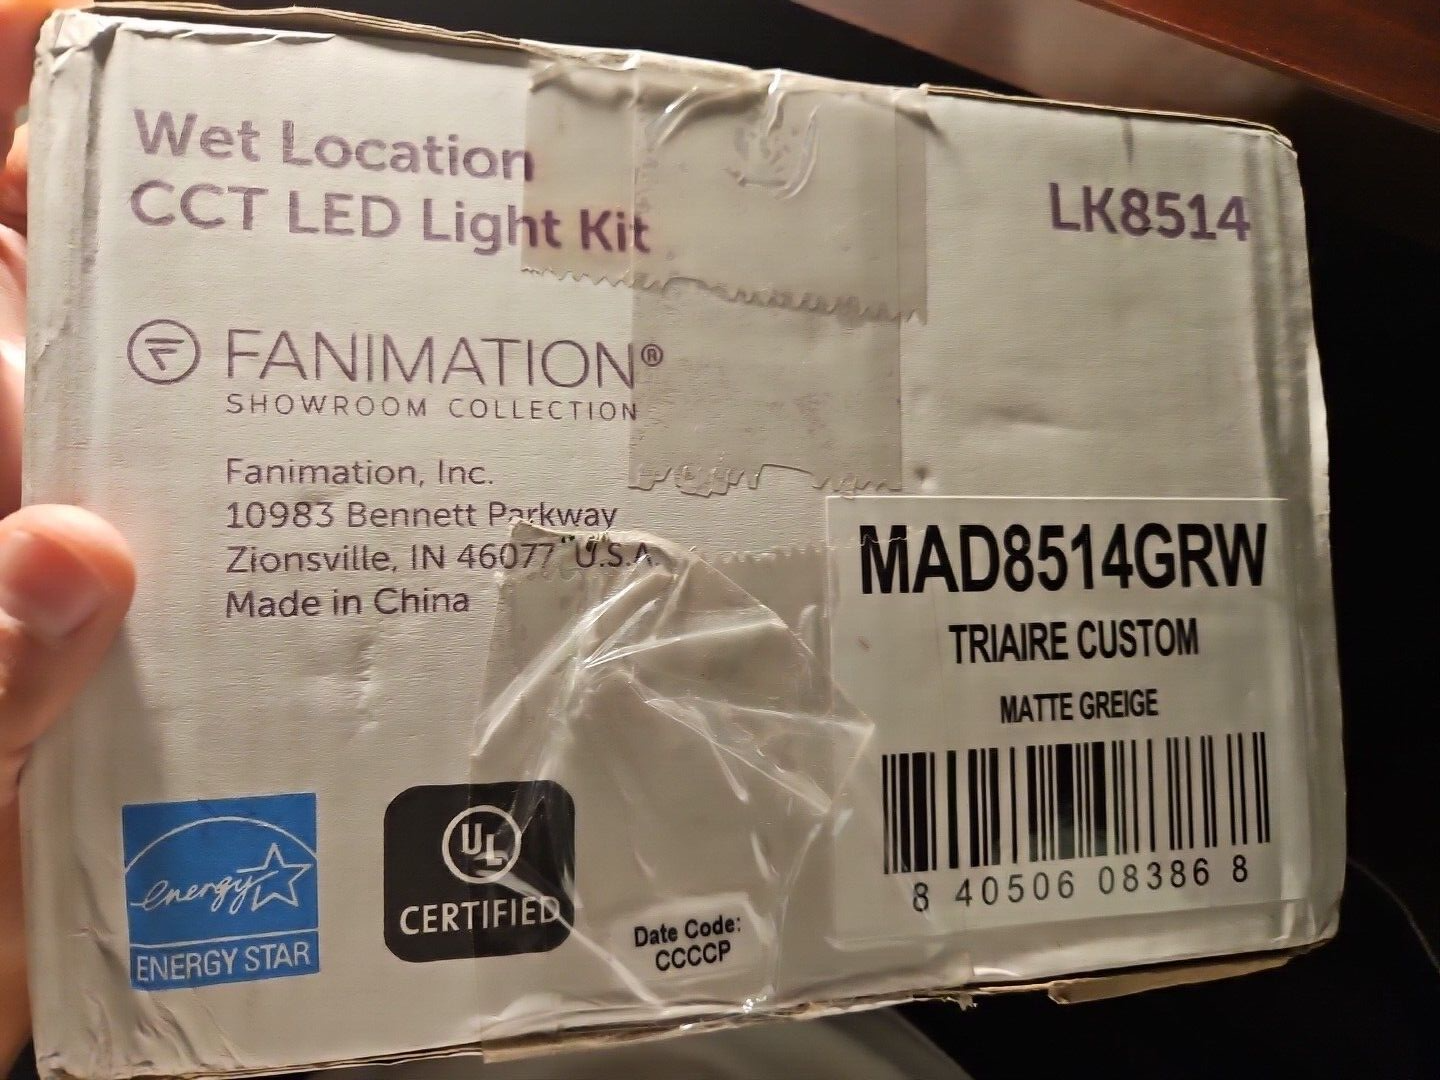 Wet Location
CCT LED Light Kit
LK8514
FANIMATION®
SHOWROOM COLLECTION
Fanimation, Inc.
10983 Bennett Parkway
Zionsville, IN 46077 U.S.A.
Made in China
MAD8514GRW
TRIAIRE CUSTOM
MATTE GREIGE
8 40506 08386 8
energy
ENERGY STAR
UL
CERTIFIED
Date Code:
CCCCP